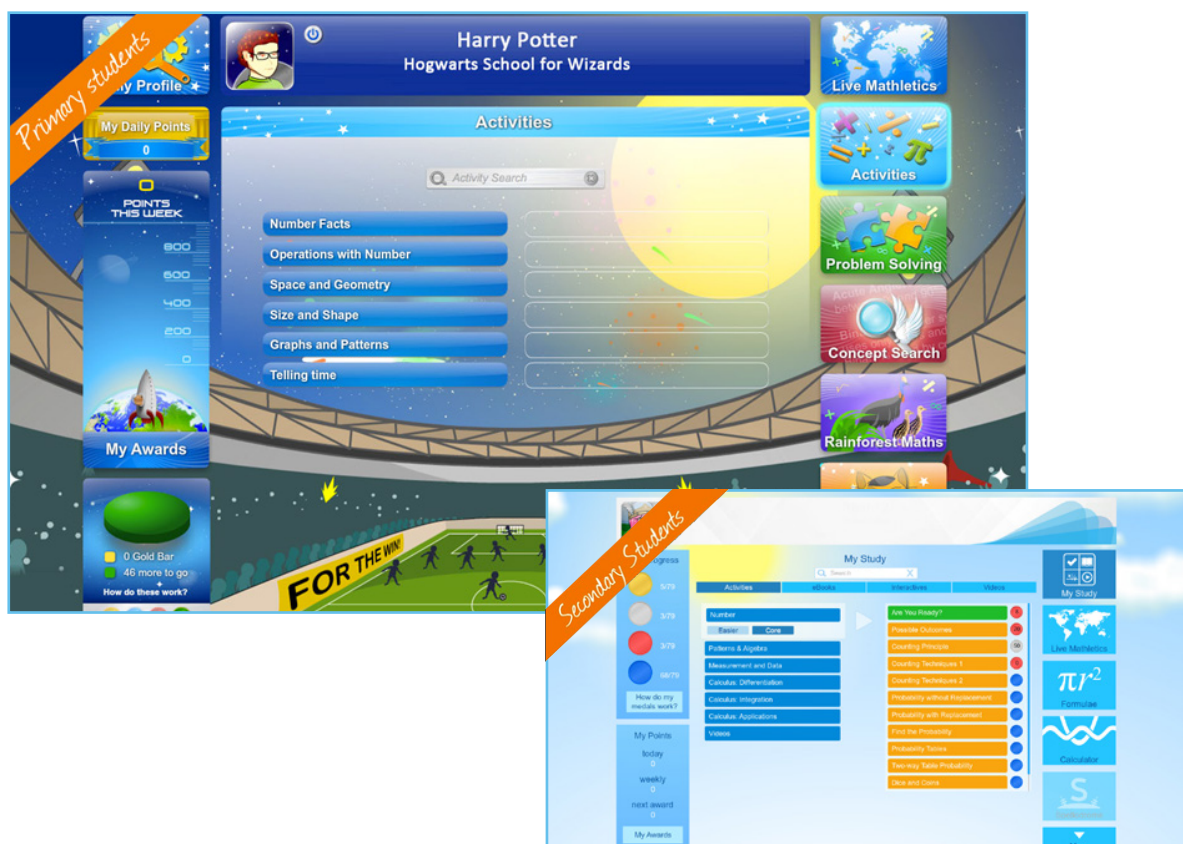 Primary students
My Profile
My Daily Points
0
0
POINTS
THIS WEEK
800
600
400
200
0
My Awards
0 Gold Bar
46 more to go
How do these work?
Harry Potter
Hogwarts School for Wizards
Activities
Activity Search
Number Facts
Operations with Number
Space and Geometry
Size and Shape
Graphs and Patterns
Telling time
FOR THE WIN!
Live Mathletics
Activities
Problem Solving
Concept Search
Rainforest Maths
Secondary Students
5/79
3/79
3/79
68/79
How do my
medals work?
My Points
today
0
weekly
0
next award
0
My Awards
My Study
Search
Activities
eBooks
Interactives
Videos
Number
Easier
Core
Patterns & Algebra
Measurement and Data
Calculus: Differentiation
Calculus: Integration
Calculus: Applications
Videos
Are You Ready?
Possible Outcomes
Counting Principle
Counting Techniques 1
Counting Techniques 2
Probability without Replacement
Probability with Replacement
Find the Probability
Probability Tables
Two-way Table Probability
Dice and Coins
My Study
Live Mathletics
πr²
Formulae
Calculator
S